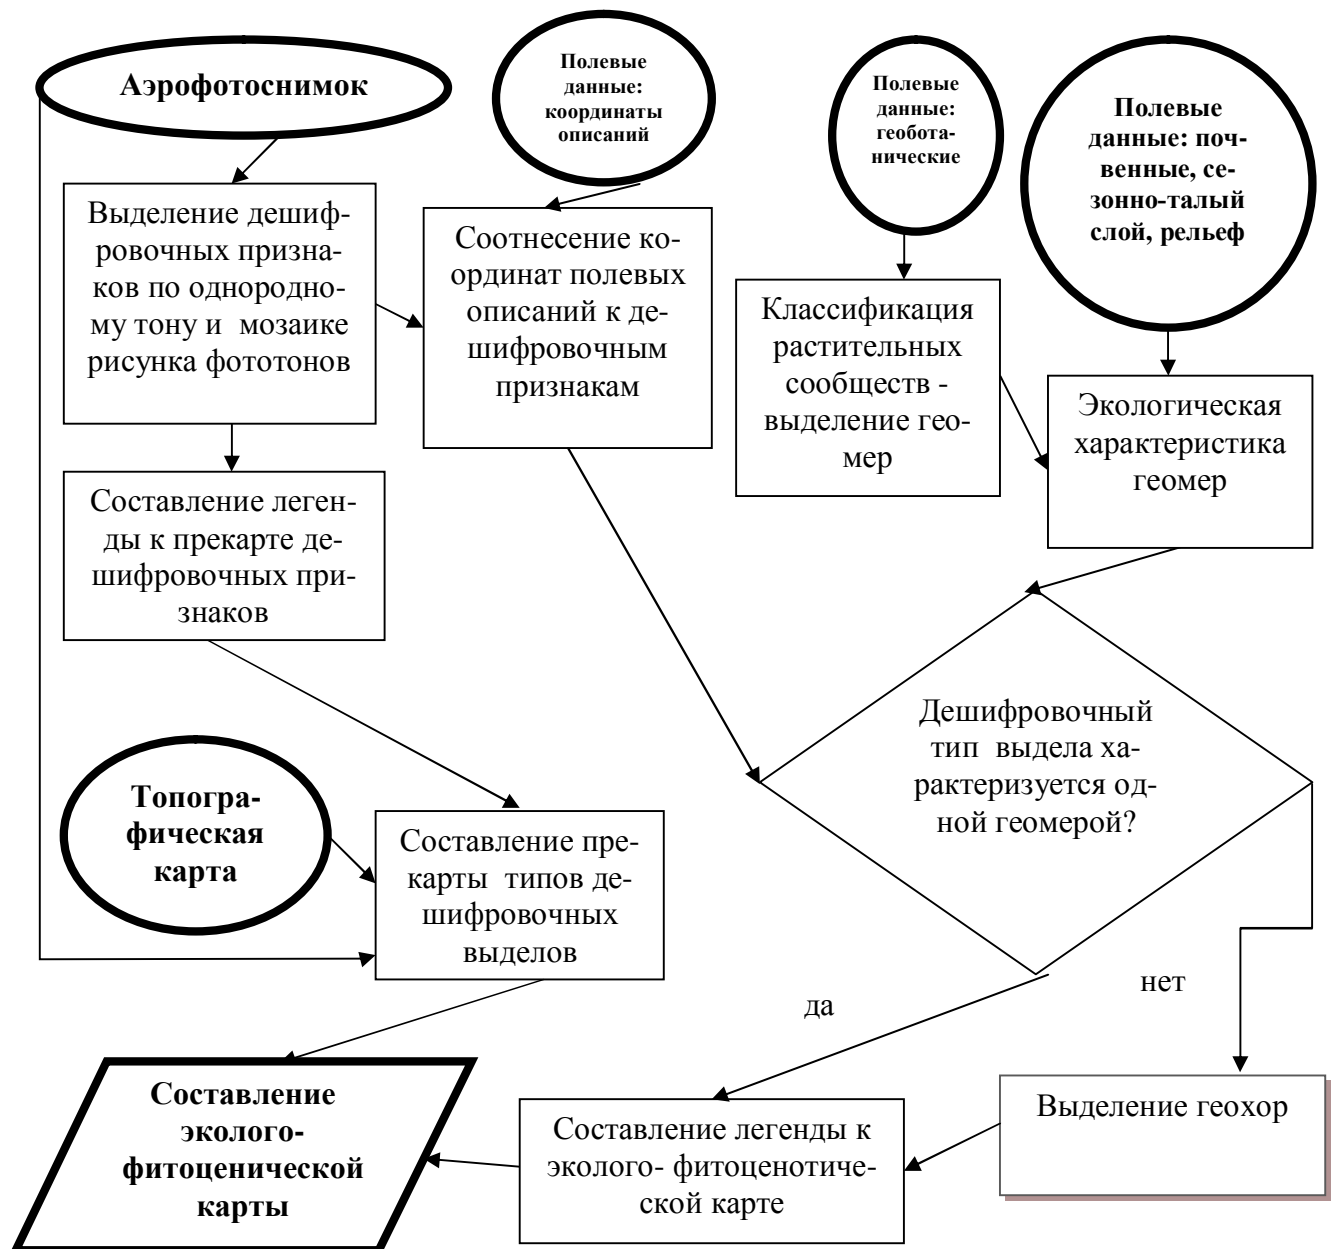 Аэрофотоснимок
Полевые
данные:
координаты
описаний
Полевые
данные:
геобота-
нические
Полевые
данные: поч-
венные, се-
зонно-талый
слой, рельеф
Выделение дешиф-
ровочных призна-
ков по однородно-
му тону и мозаике
рисунка фототонов
Соотнесение ко-
ординат полевых
описаний к де-
шифровочным
признакам
Классификация
растительных
сообществ -
выделение гео-
мер
Экологическая
характеристика
геомер
Составление леген-
ды к прекарте де-
шифровочных при-
знаков
Дешифровочный
тип выдела ха-
рактеризуется од-
ной геомерой?
Топогра-
фическая
карта
Составление пре-
карты типов де-
шифровочных
выделов
да
нет
Составление
эколого-
фитоценической
карты
Составление легенды к
эколого- фитоценотиче-
ской карте
Выделение геохор